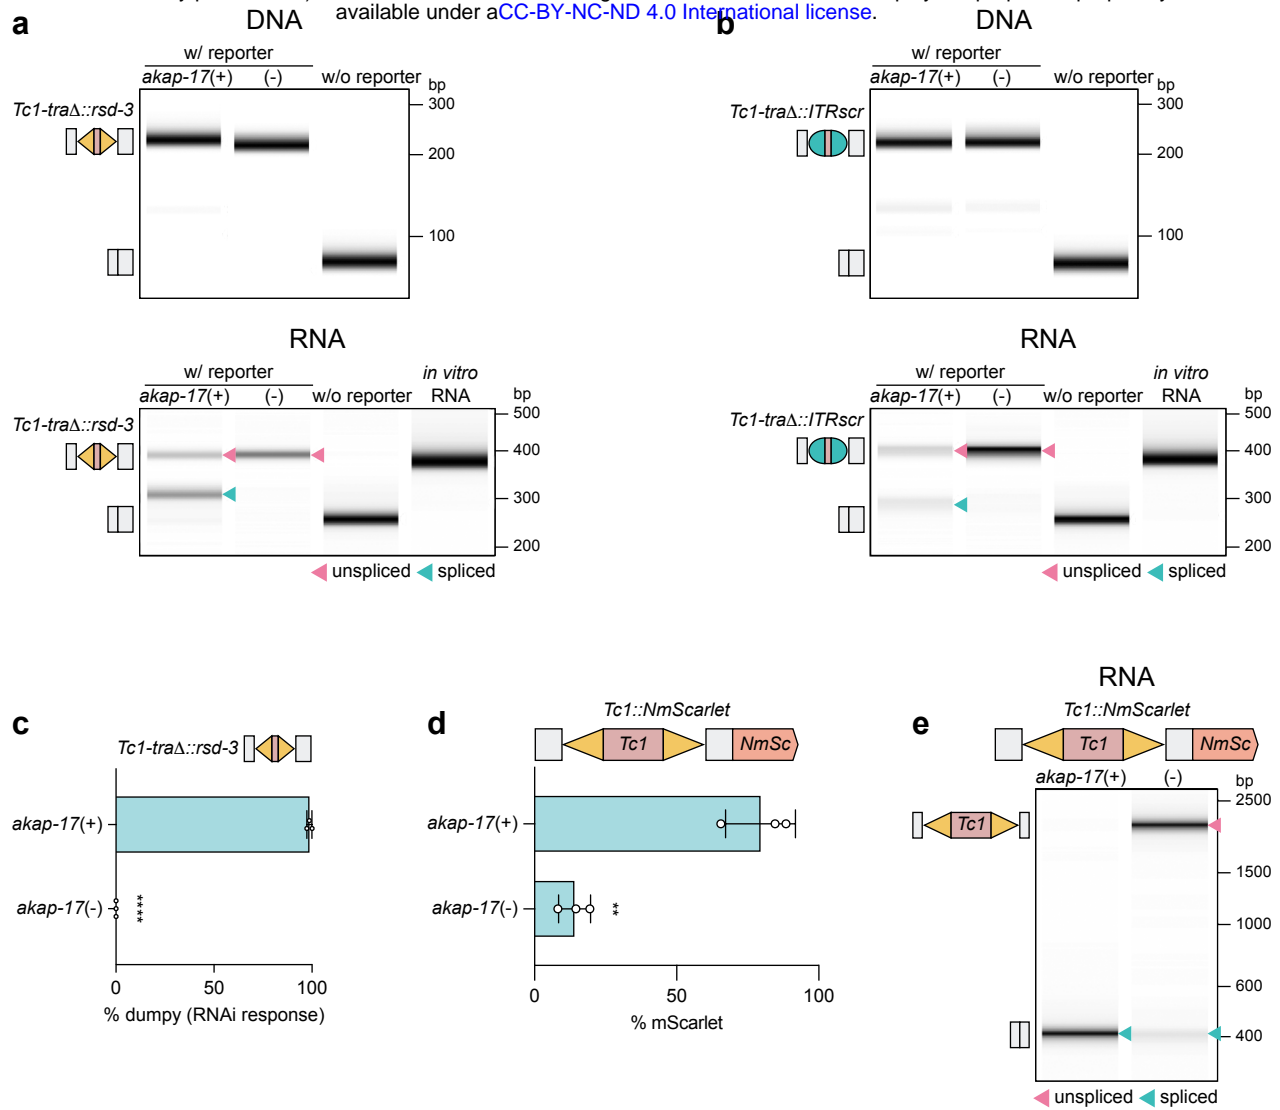 available under aCC-BY-NC-ND 4.0 International license.
a
DNA
w/ reporter
akap-17(+) (-) w/o reporter bp
Tc1-traΔ::rsd-3
300
200
100
RNA
w/ reporter
in vitro
akap-17(+) (-) w/o reporter RNA bp
Tc1-traΔ::rsd-3
500
400
300
200
unspliced spliced
b
DNA
w/ reporter
akap-17(+) (-) w/o reporter bp
Tc1-traΔ::ITRscr
300
200
100
RNA
w/ reporter
in vitro
akap-17(+) (-) w/o reporter RNA bp
Tc1-traΔ::ITRscr
500
400
300
200
unspliced spliced
c
Tc1-traΔ::rsd-3
akap-17(+)
akap-17(-)
****
0 50 100
% dumpy (RNAi response)
d
Tc1::NmScarlet
Tc1 NmSc
akap-17(+)
akap-17(-)
**
0 50 100
% mScarlet
e
RNA
Tc1::NmScarlet
Tc1 NmSc
akap-17(+) (-) bp
Tc1
2500
1500
1000
600
400
unspliced spliced